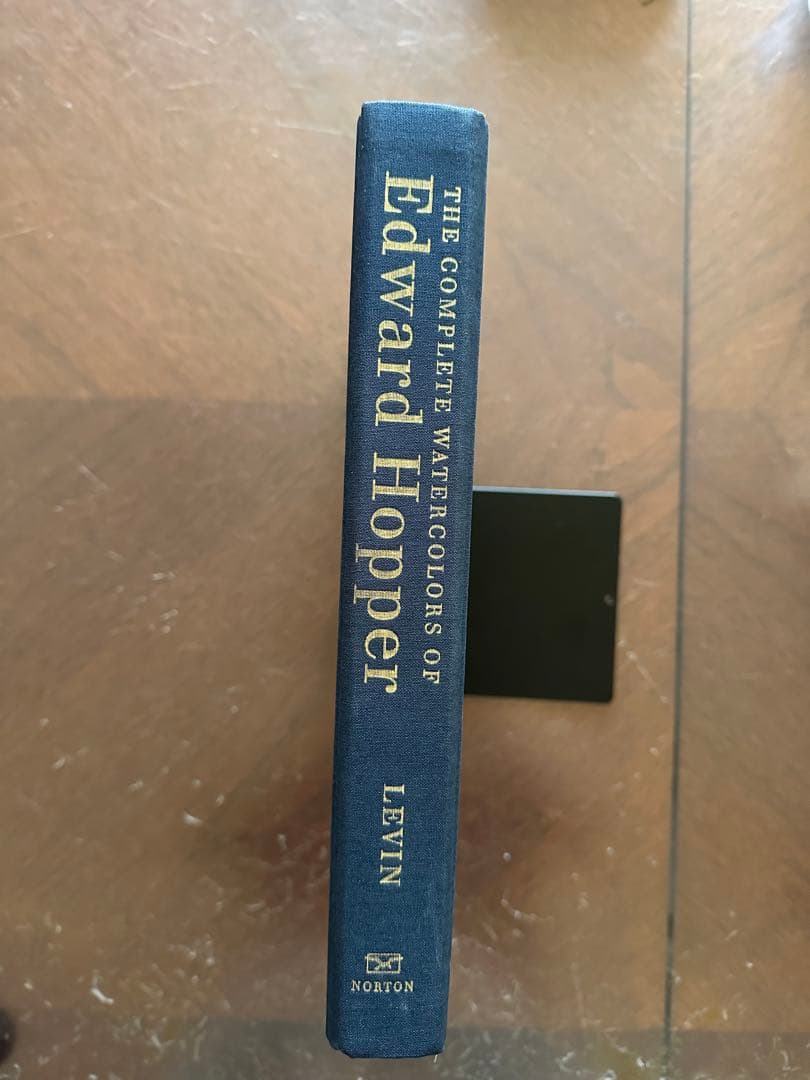 THE COMPLETE WATERCOLORS OF
Edward Hopper
LEVIN
NORTON